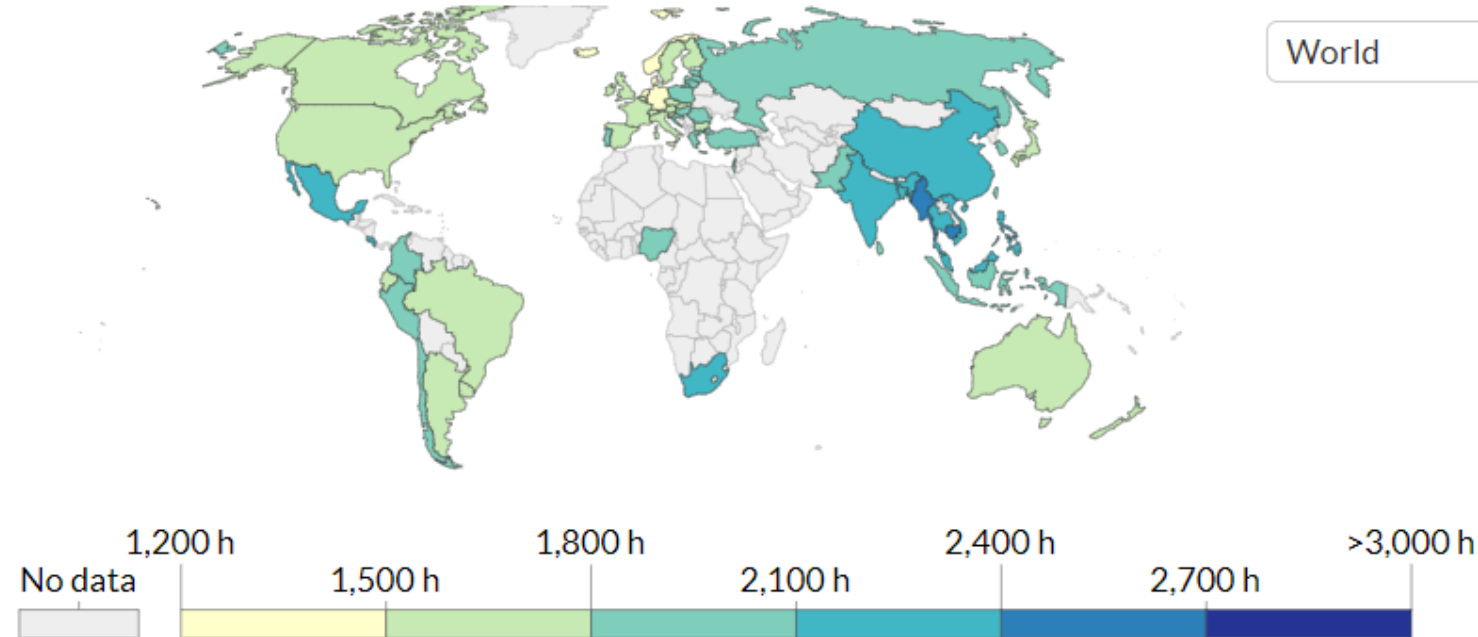 World
1,200 h
1,800 h
2,400 h
>3,000 h
No data
1,500 h
2,100 h
2,700 h